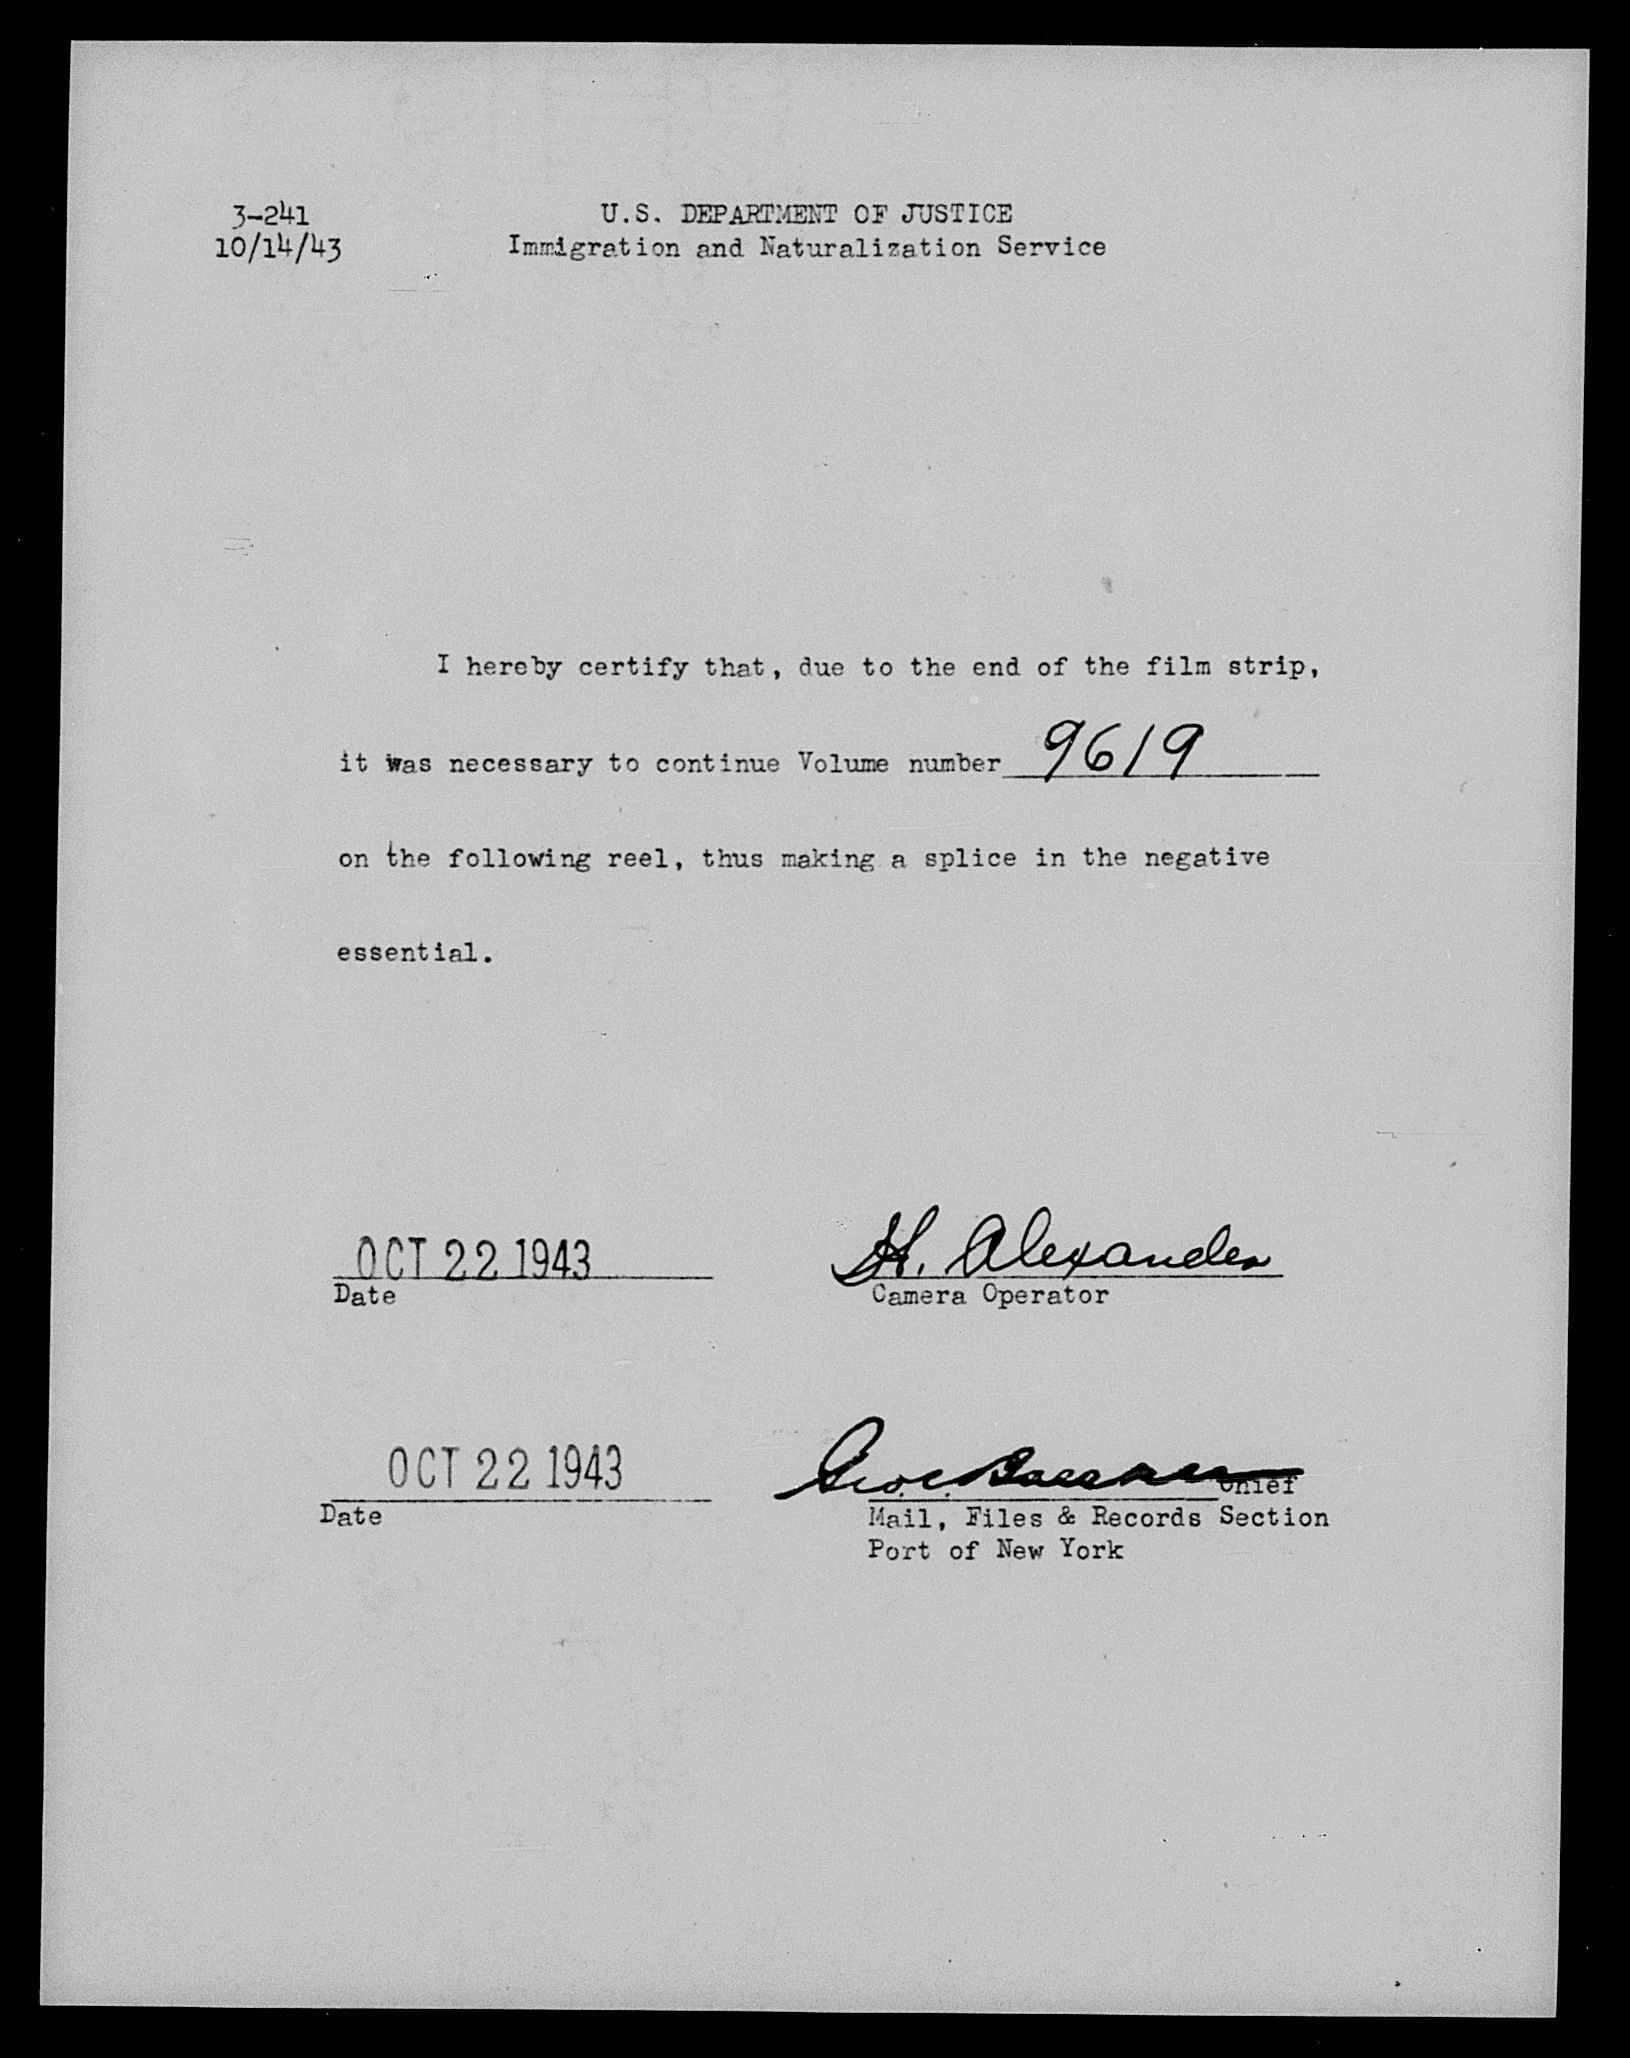 3-241
10/14/43
U.S. DEPARTMENT OF JUSTICE
Immigration and Naturalization Service
I hereby certify that, due to the end of the film strip,
it was necessary to continue Volume number 9619
on the following reel, thus making a splice in the negative
essential.
OCT 22 1943
Date
H. Alexander
Camera Operator
OCT 22 1943
Date
Geo. C.
Chief
Mail, Files & Records Section
Port of New York